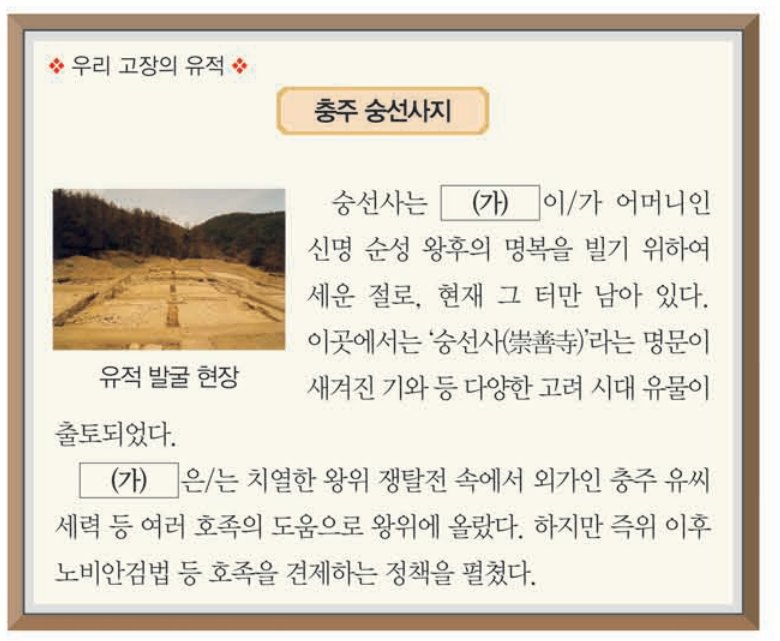 ❖ 우리 고장의 유적 ❖
충주 숭선사지
숭선사는 (가) 이/가 어머니인
신명 순성 왕후의 명복을 빌기 위하여
세운 절로, 현재 그 터만 남아 있다.
이곳에서는 ‘숭선사(崇善寺)’라는 명문이
유적 발굴 현장
새겨진 기와 등 다양한 고려 시대 유물이
출토되었다.
(가) 은/는 치열한 왕위 쟁탈전 속에서 외가인 충주 유씨
세력 등 여러 호족의 도움으로 왕위에 올랐다. 하지만 즉위 이후
노비안검법 등 호족을 견제하는 정책을 펼쳤다.